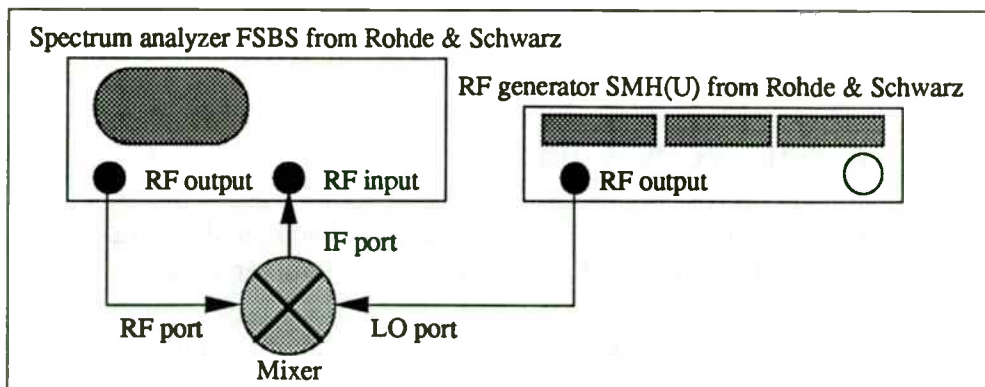 Spectrum analyzer FSBS from Rohde & Schwarz
RF generator SMH(U) from Rohde & Schwarz
RF output
RF input
RF output
IF port
RF port
LO port
Mixer